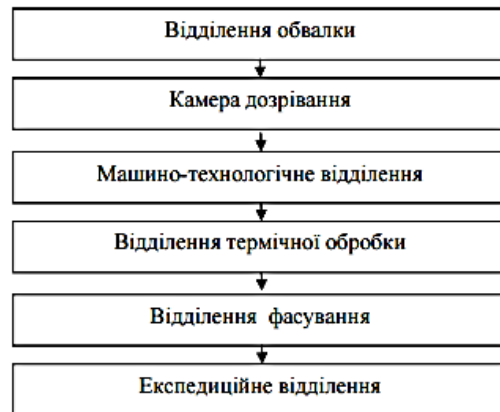 Відділення обвалки
Камера дозрівання
Машино-технологічне відділення
Відділення термічної обробки
Відділення фасування
Експедиційне відділення